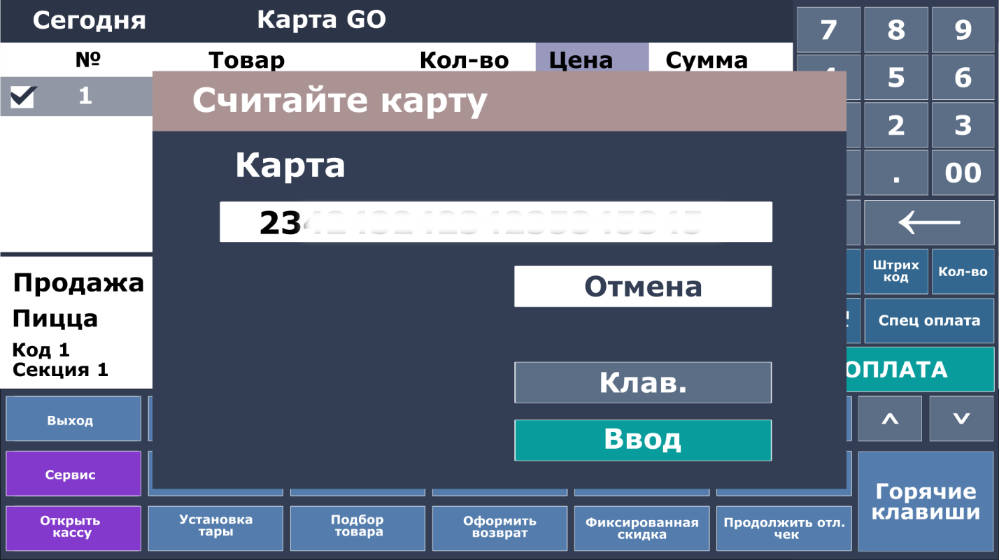 Сегодня
Карта GO
7 8 9
№ Товар Кол-во Цена Сумма
5 6
1
Считайте карту
2 3
Карта
. 00
23
Отмена
Штрих код
Кол-во
Продажа
Пицца
Спец оплата
Код 1
Секция 1
ОПЛАТА
Клав.
Ввод
Выход
Сервис
Горячие
клавиши
Открыть
кассу
Установка
тары
Подбор
товара
Оформить
возврат
Фиксированная
скидка
Продолжить отл.
чек